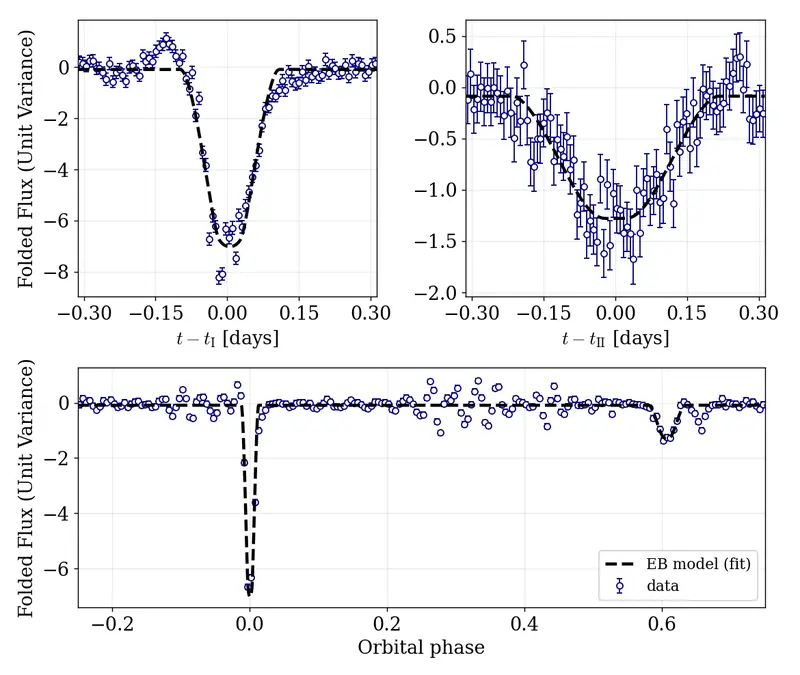 Folded Flux (Unit Variance)
0
−2
−4
−6
−8
−0.30 −0.15 0.00 0.15 0.30
t − t_I [days]
0.5
0.0
−0.5
−1.0
−1.5
−2.0
−0.30 −0.15 0.00 0.15 0.30
t − t_II [days]
Folded Flux (Unit Variance)
0
−2
−4
−6
EB model (fit)
data
−0.2 0.0 0.2 0.4 0.6
Orbital phase